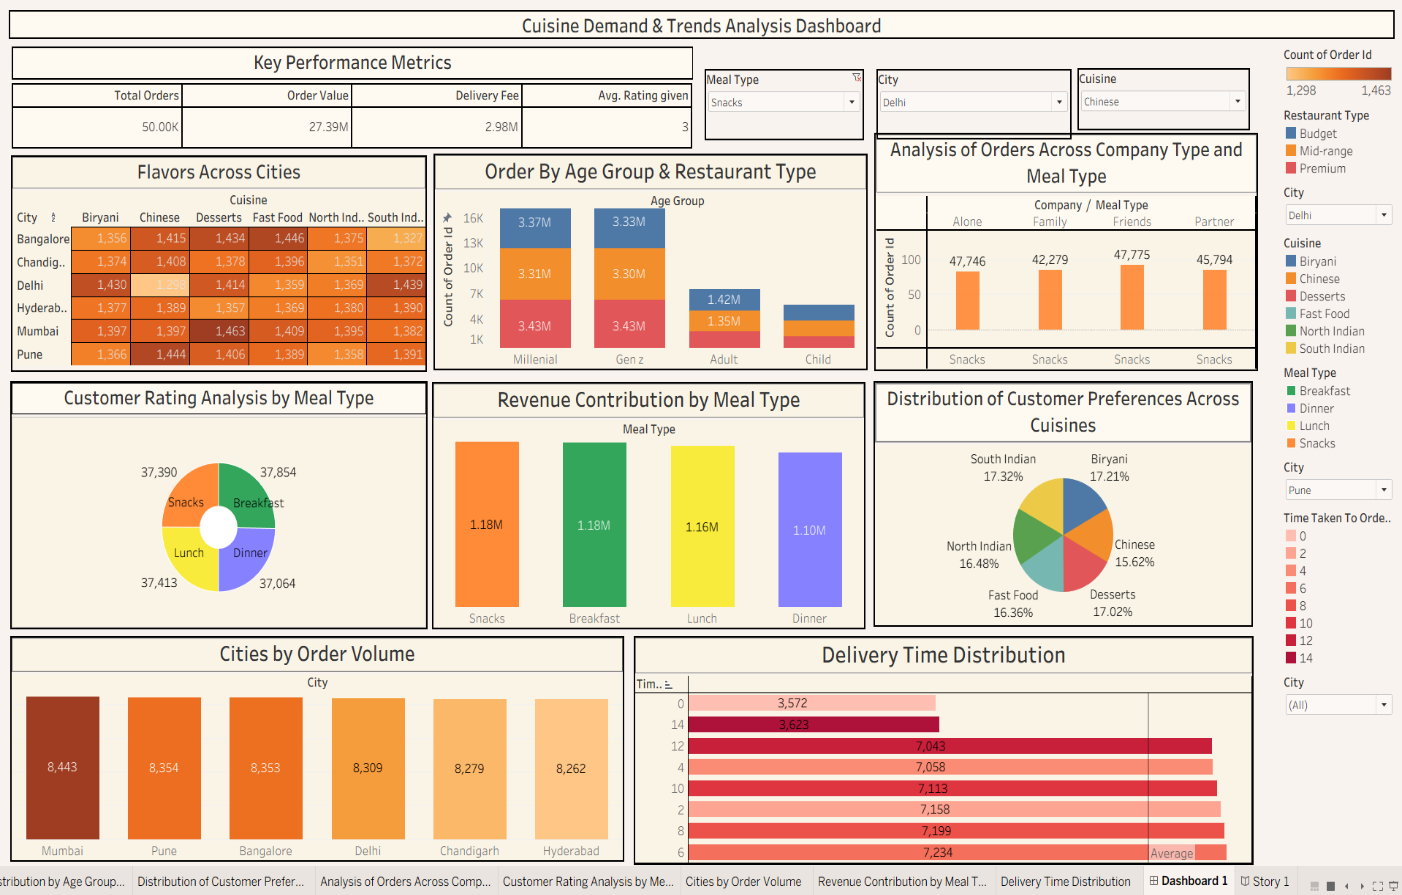 Cuisine Demand & Trends Analysis Dashboard
Key Performance Metrics
Total Orders Order Value Delivery Fee Avg. Rating given
50.00K 27.39M 2.98M 3
Meal Type
Snacks
City
Delhi
Cuisine
Chinese
Flavors Across Cities
Cuisine
City Biryani Chinese Desserts Fast Food North Ind.. South Ind..
Bangalore 1,356 1,415 1,434 1,446 1,375 1,327
Chandig.. 1,374 1,408 1,378 1,396 1,351 1,372
Delhi 1,430 1,298 1,414 1,359 1,369 1,439
Hyderab.. 1,377 1,389 1,357 1,369 1,380 1,390
Mumbai 1,397 1,397 1,463 1,409 1,395 1,382
Pune 1,366 1,444 1,406 1,389 1,358 1,391
Order By Age Group & Restaurant Type
Age Group
Count of Order Id
16K
13K
10K
7K
4K
1K
3.37M 3.33M
3.31M 3.30M
3.43M 3.43M
1.42M
1.35M
Millenial Gen z Adult Child
Analysis of Orders Across Company Type and
Meal Type
Company / Meal Type
Alone Family Friends Partner
Count of Order Id
100
50
0
47,746 42,279 47,775 45,794
Snacks Snacks Snacks Snacks
Customer Rating Analysis by Meal Type
37,390 37,854
Snacks Breakfast
Lunch Dinner
37,413 37,064
Revenue Contribution by Meal Type
Meal Type
1.18M 1.18M 1.16M 1.10M
Snacks Breakfast Lunch Dinner
Distribution of Customer Preferences Across
Cuisines
South Indian
17.32%
Biryani
17.21%
North Indian
16.48%
Chinese
15.62%
Fast Food
16.36%
Desserts
17.02%
Cities by Order Volume
City
8,443 8,354 8,353 8,309 8,279 8,262
Mumbai Pune Bangalore Delhi Chandigarh Hyderabad
Delivery Time Distribution
Tim..
0 3,572
14 3,623
12 7,043
4 7,058
10 7,113
2 7,158
8 7,199
6 7,234
Average
Count of Order Id
1,298 1,463
Restaurant Type
Budget
Mid-range
Premium
City
Delhi
Cuisine
Biryani
Chinese
Desserts
Fast Food
North Indian
South Indian
Meal Type
Breakfast
Dinner
Lunch
Snacks
City
Pune
Time Taken To Orde..
0
2
4
6
8
10
12
14
City
(All)
stribution by Age Group... Distribution of Customer Prefer... Analysis of Orders Across Comp... Customer Rating Analysis by Me... Cities by Order Volume Revenue Contribution by Meal T... Delivery Time Distribution Dashboard 1 Story 1